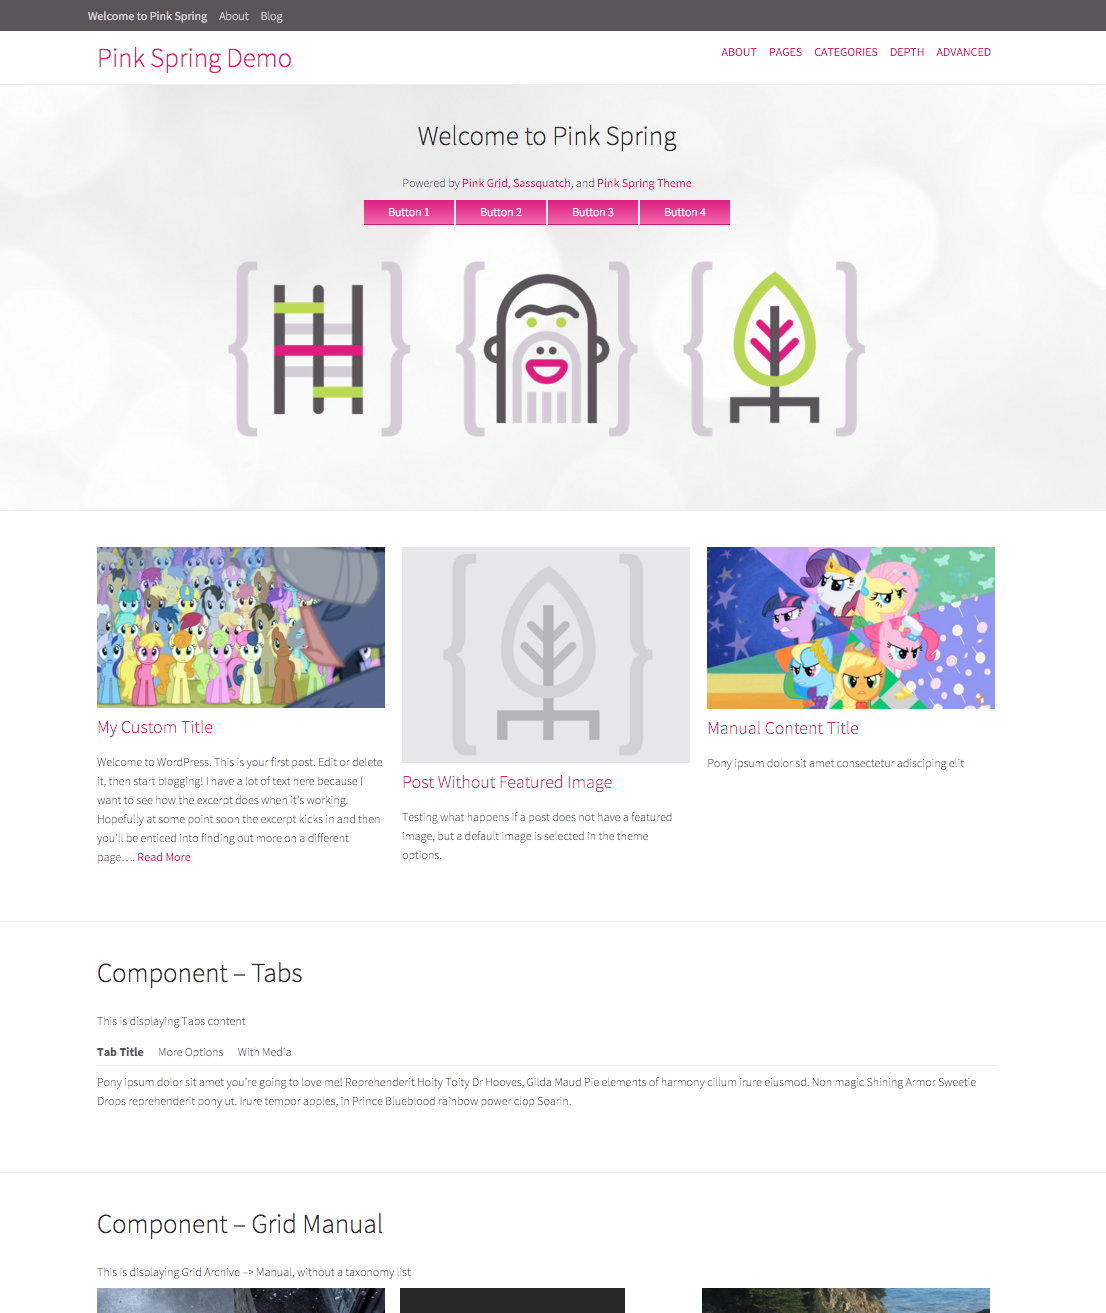 Welcome to Pink Spring About Blog
Pink Spring Demo
ABOUT PAGES CATEGORIES DEPTH ADVANCED
Welcome to Pink Spring
Powered by Pink Grid, Sassquatch, and Pink Spring Theme
Button 1 Button 2 Button 3 Button 4
My Custom Title
Welcome to WordPress. This is your first post. Edit or delete
it, then start blogging! I have a lot of text here because I
want to see how the excerpt does when it's working.
Hopefully at some point soon the excerpt kicks in and then
you'll be enticed into finding out more on a different
page…. Read More
Post Without Featured Image
Testing what happens if a post does not have a featured
image, but a default image is selected in the theme
options.
Manual Content Title
Pony ipsum dolor sit amet consectetur adisciping elit
Component – Tabs
This is displaying Tabs content
Tab Title More Options With Media
Pony ipsum dolor sit amet you're going to love me! Reprehenderit Hoity Toity Dr Hooves, Gilda Maud Pie elements of harmony cillum irure eiusmod. Non magic Shining Armor Sweetie
Drops reprehenderit pony ut. Irure tempor apples, in Prince Blueblood rainbow power clop Soarin.
Component – Grid Manual
This is displaying Grid Archive –> Manual, without a taxonomy list